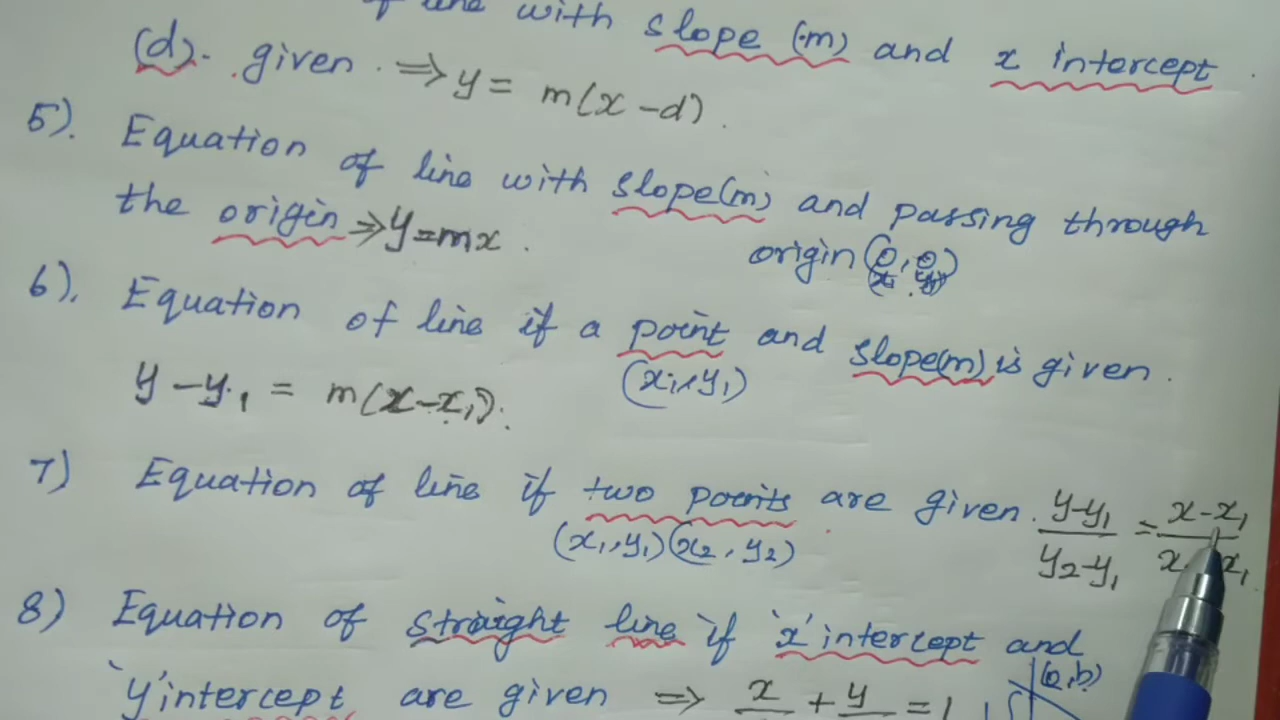 of line with slope (m) and x intercept
(d). given ⇒ y = m(x-d).
5). Equation of line with slope(m) and passing through
the origin ⇒ y=mx.
origin (0, 0)
6). Equation of line if a point and slope(m) is given.
(x₁, y₁)
y - y₁ = m(x-x₁).
7) Equation of line if two points are given. y-y₁ / y₂-y₁ = x-x₁ / x x₁
(x₁, y₁) (x₂, y₂)
8) Equation of straight line if 'x' intercept and
'y' intercept are given ⇒ x + y = 1